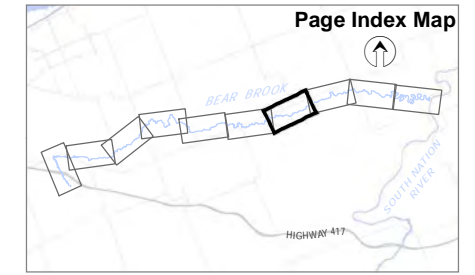 Page Index Map
BEAR BROOK
SOUTH NATION
RIVER
HIGHWAY 417